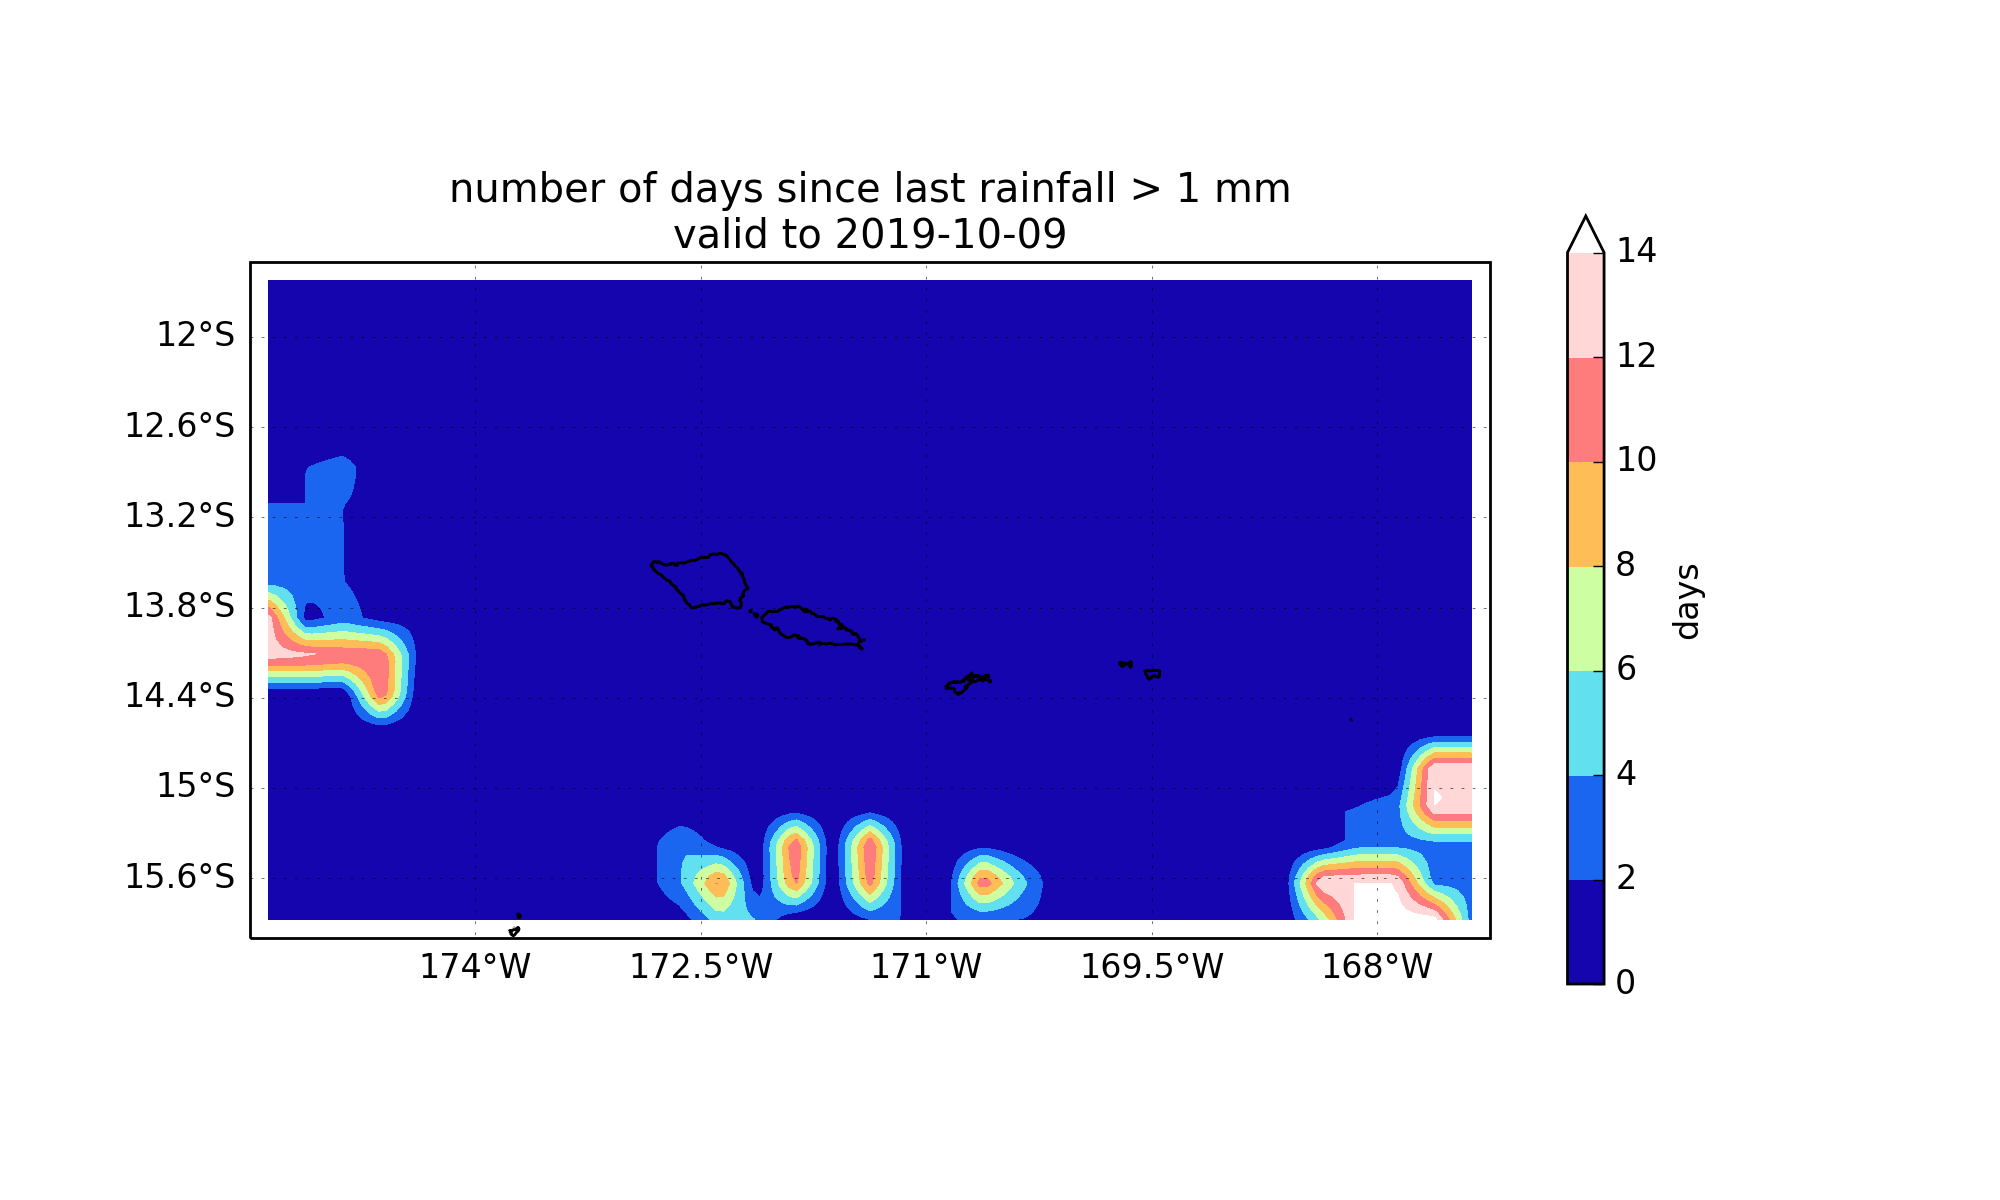 number of days since last rainfall > 1 mm
valid to 2019-10-09
12°S
12.6°S
13.2°S
13.8°S
14.4°S
15°S
15.6°S
174°W
172.5°W
171°W
169.5°W
168°W
14
12
10
8
6
4
2
0
days